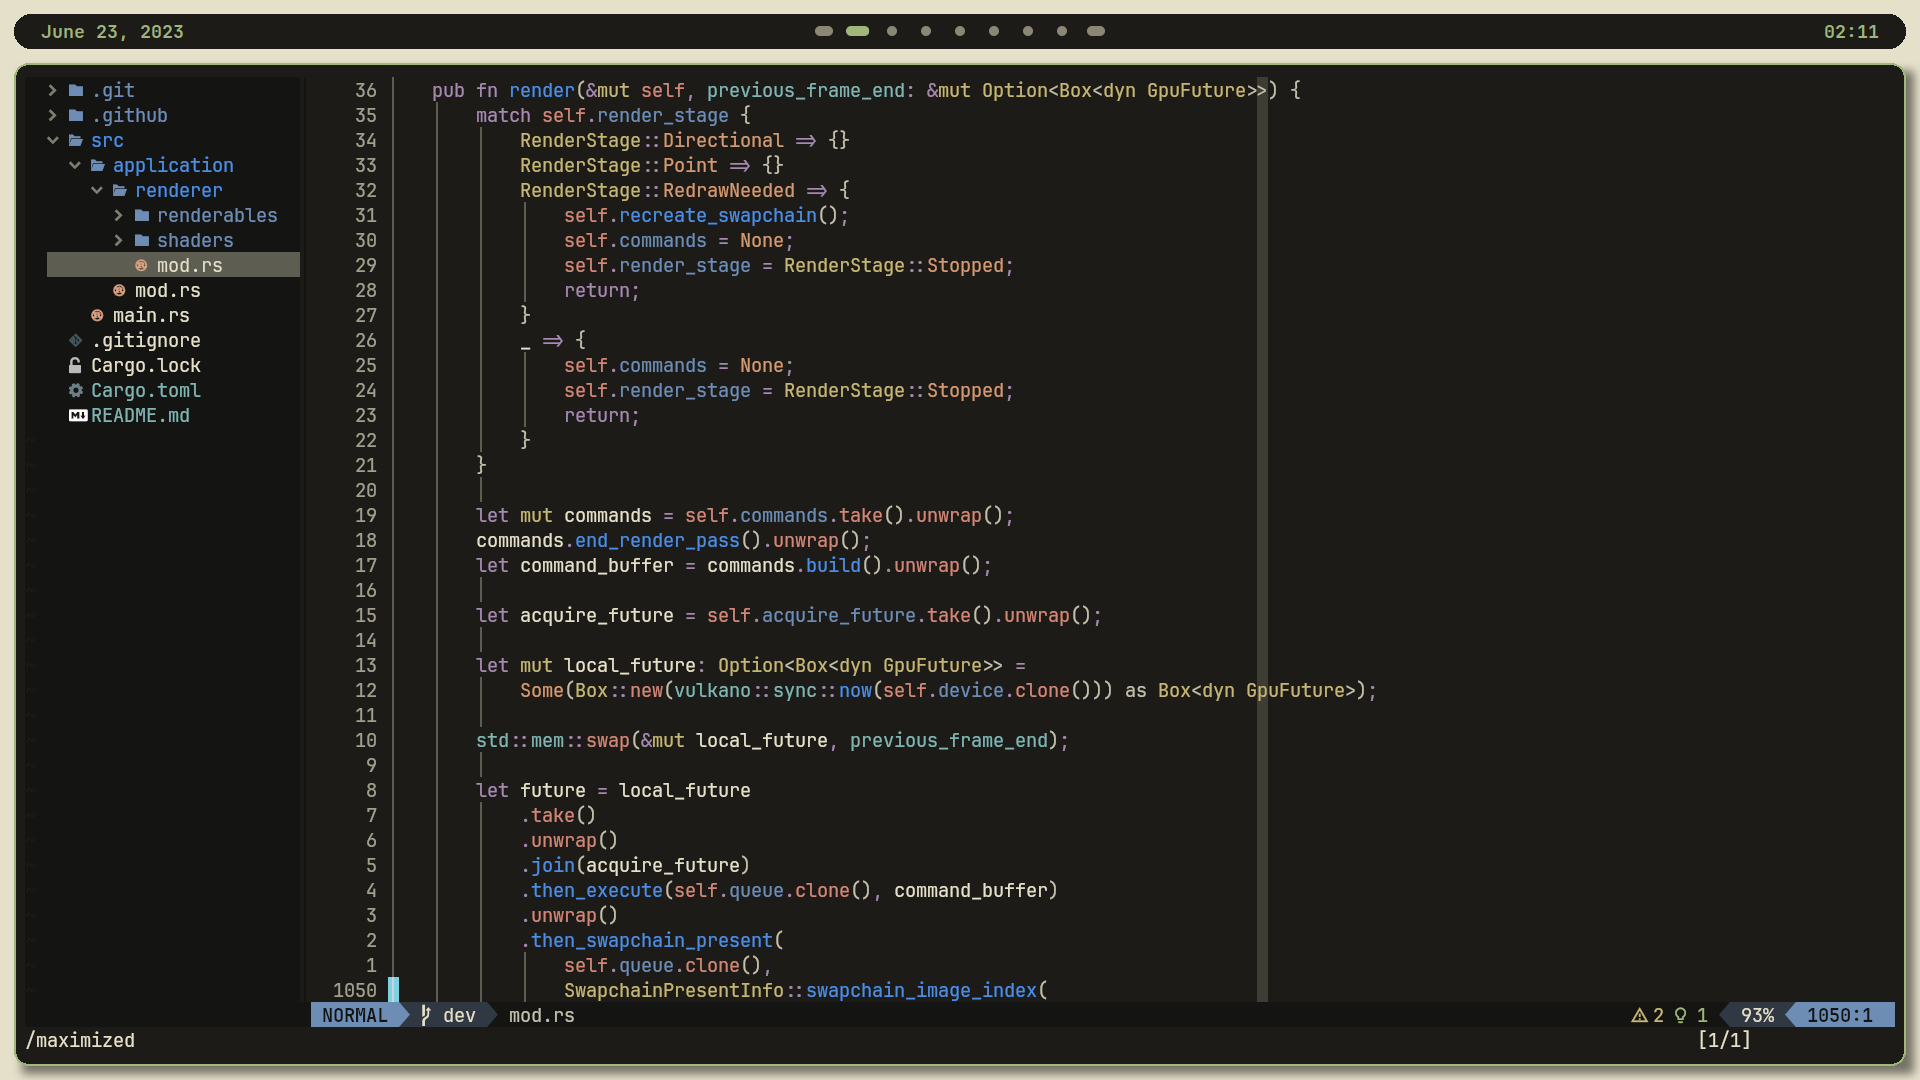 June 23, 2023
02:11
.git
.github
src
application
renderer
renderables
shaders
mod.rs
mod.rs
main.rs
.gitignore
Cargo.lock
Cargo.toml
README.md
36 pub fn render(&mut self, previous_frame_end: &mut Option<Box<dyn GpuFuture>>) {
35 match self.render_stage {
34 RenderStage::Directional => {}
33 RenderStage::Point => {}
32 RenderStage::RedrawNeeded => {
31 self.recreate_swapchain();
30 self.commands = None;
29 self.render_stage = RenderStage::Stopped;
28 return;
27 }
26 _ => {
25 self.commands = None;
24 self.render_stage = RenderStage::Stopped;
23 return;
22 }
21 }
20
19 let mut commands = self.commands.take().unwrap();
18 commands.end_render_pass().unwrap();
17 let command_buffer = commands.build().unwrap();
16
15 let acquire_future = self.acquire_future.take().unwrap();
14
13 let mut local_future: Option<Box<dyn GpuFuture>> =
12 Some(Box::new(vulkano::sync::now(self.device.clone())) as Box<dyn GpuFuture>);
11
10 std::mem::swap(&mut local_future, previous_frame_end);
9
8 let future = local_future
7 .take()
6 .unwrap()
5 .join(acquire_future)
4 .then_execute(self.queue.clone(), command_buffer)
3 .unwrap()
2 .then_swapchain_present(
1 self.queue.clone(),
1050 SwapchainPresentInfo::swapchain_image_index(
NORMAL dev mod.rs 2 1 93% 1050:1
/maximized [1/1]